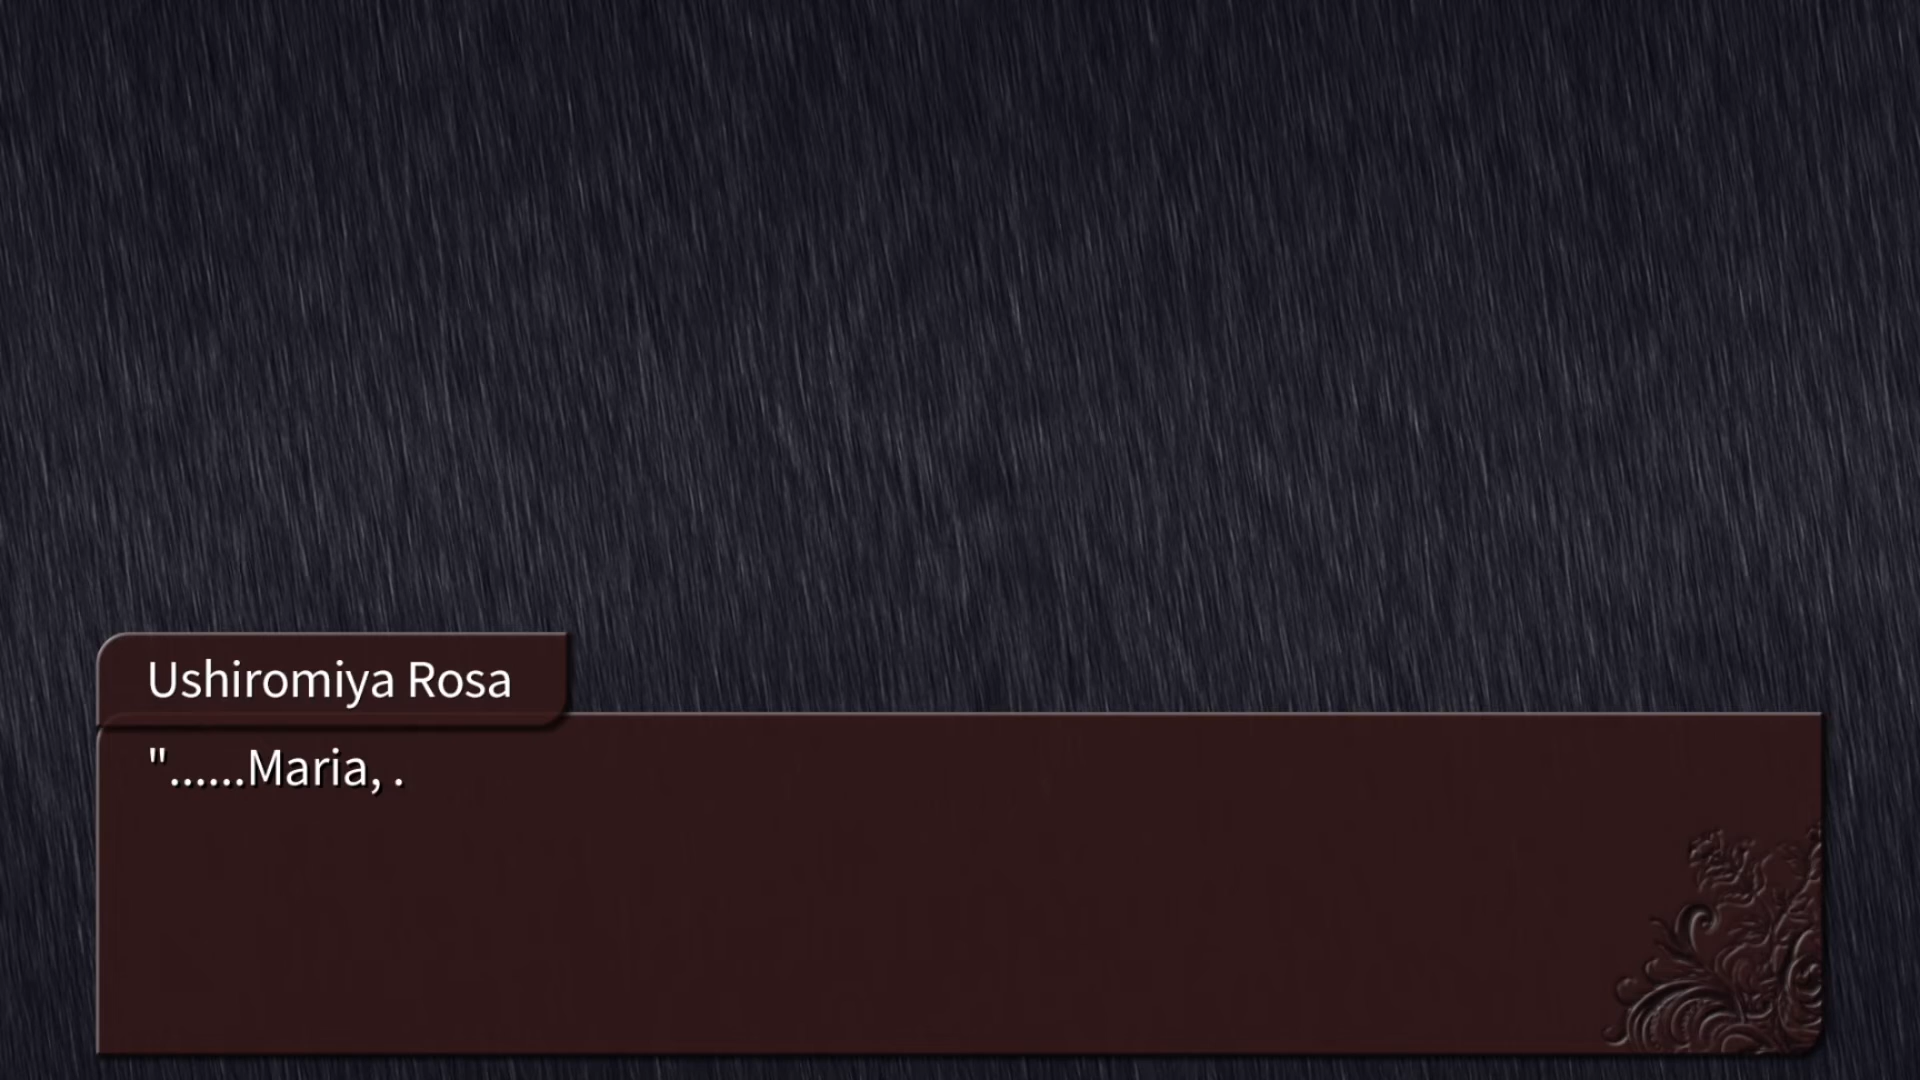 Ushiromiya Rosa
"......Maria, .